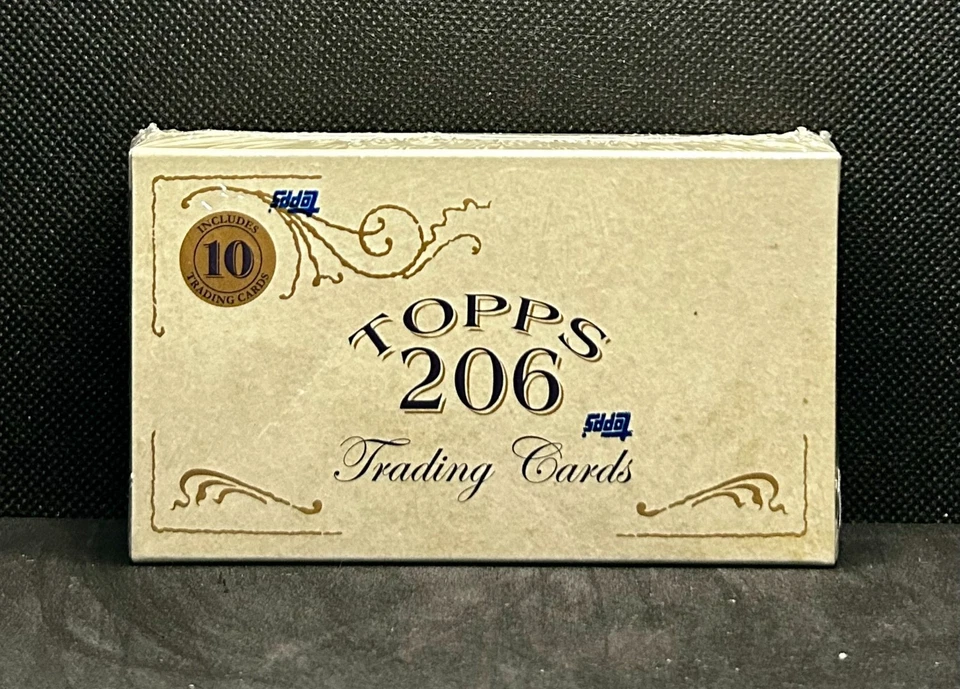 Topps
INCLUDES
10
TRADING CARDS
TOPPS
206
Topps
Trading Cards